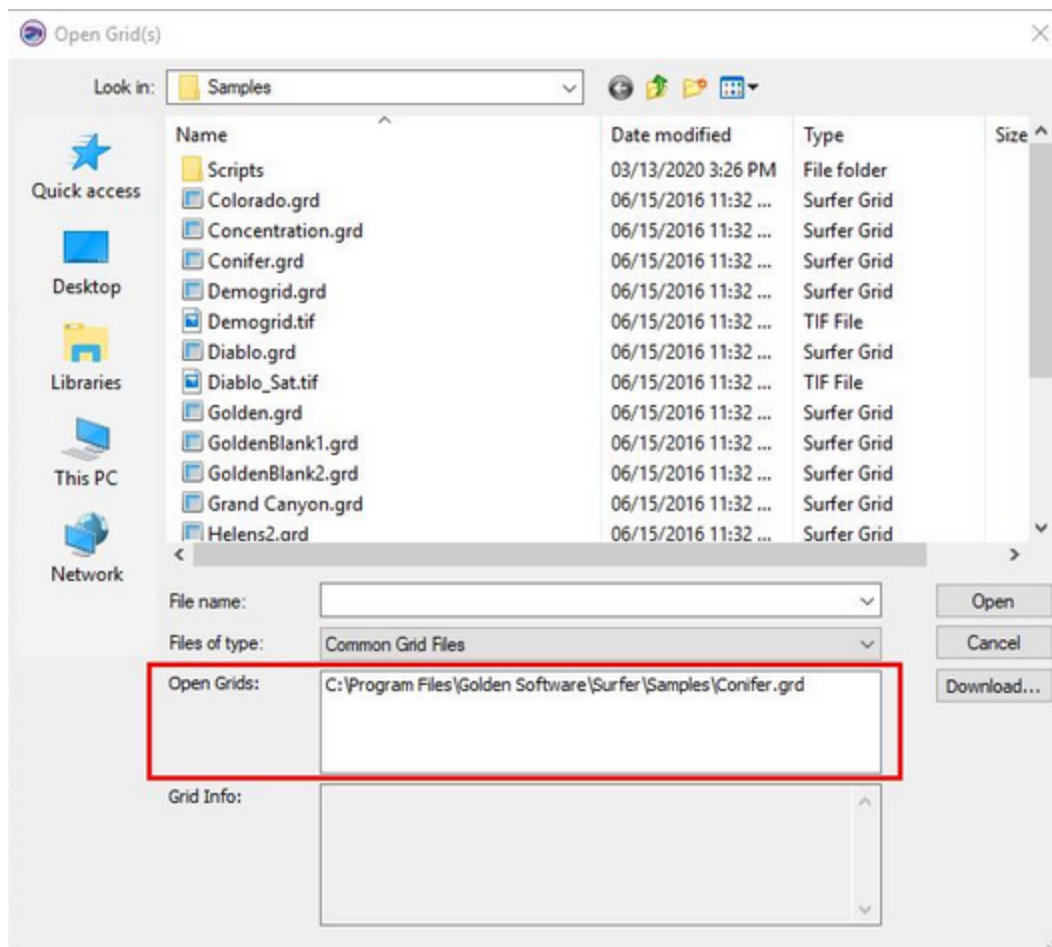 Open Grid(s)
Look in: Samples
Name Date modified Type Size
Scripts 03/13/2020 3:26 PM File folder
Colorado.grd 06/15/2016 11:32 ... Surfer Grid
Concentration.grd 06/15/2016 11:32 ... Surfer Grid
Conifer.grd 06/15/2016 11:32 ... Surfer Grid
Demogrid.grd 06/15/2016 11:32 ... Surfer Grid
Demogrid.tif 06/15/2016 11:32 ... TIF File
Diablo.grd 06/15/2016 11:32 ... Surfer Grid
Diablo_Sat.tif 06/15/2016 11:32 ... TIF File
Golden.grd 06/15/2016 11:32 ... Surfer Grid
GoldenBlank1.grd 06/15/2016 11:32 ... Surfer Grid
GoldenBlank2.grd 06/15/2016 11:32 ... Surfer Grid
Grand Canyon.grd 06/15/2016 11:32 ... Surfer Grid
Helens2.grd 06/15/2016 11:32 ... Surfer Grid
Quick access
Desktop
Libraries
This PC
Network
File name: Open
Files of type: Common Grid Files Cancel
Open Grids: C:\Program Files\Golden Software\Surfer\Samples\Conifer.grd Download...
Grid Info: